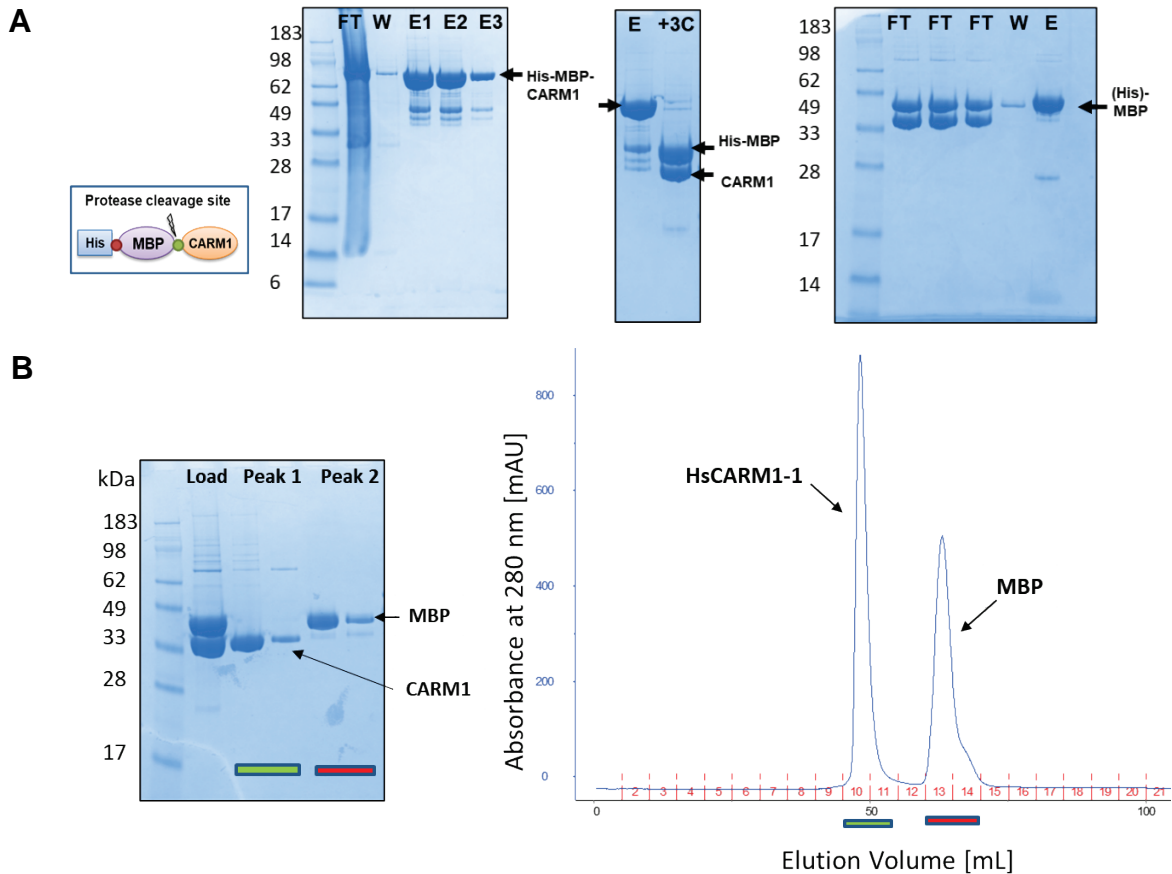 A
Protease cleavage site
His MBP CARM1
FT W E1 E2 E3
183
98
62
49
33
28
17
14
6
His-MBP-
CARM1
E +3C
His-MBP
CARM1
FT FT FT W E
183
98
62
49
33
28
17
14
(His)-
MBP
B
kDa
Load Peak 1 Peak 2
183
98
62
49
33
28
17
MBP
CARM1
Absorbance at 280 nm [mAU]
800
600
400
200
0
HsCARM1-1
MBP
2 3 4 5 6 7 8 9 10 11 12 13 14 15 16 17 18 19 20 21
0 50 100
Elution Volume [mL]